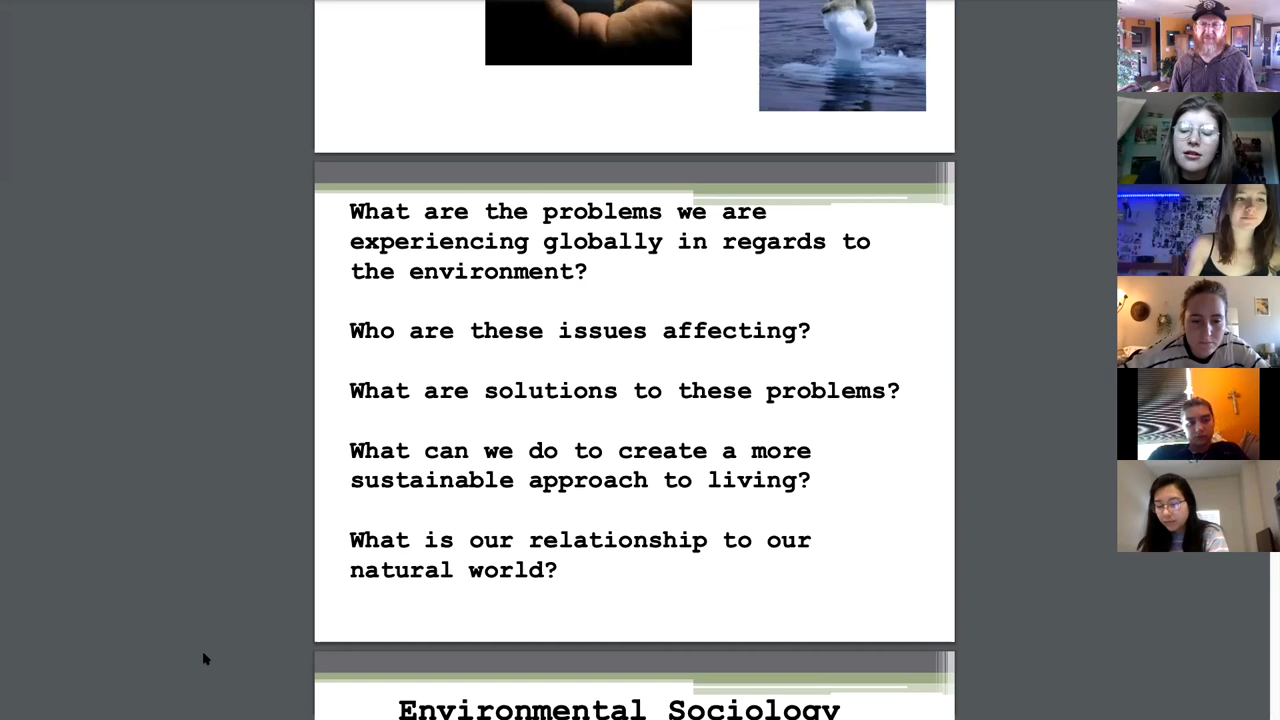 What are the problems we are
experiencing globally in regards to
the environment?
Who are these issues affecting?
What are solutions to these problems?
What can we do to create a more
sustainable approach to living?
What is our relationship to our
natural world?
Environmental Sociology